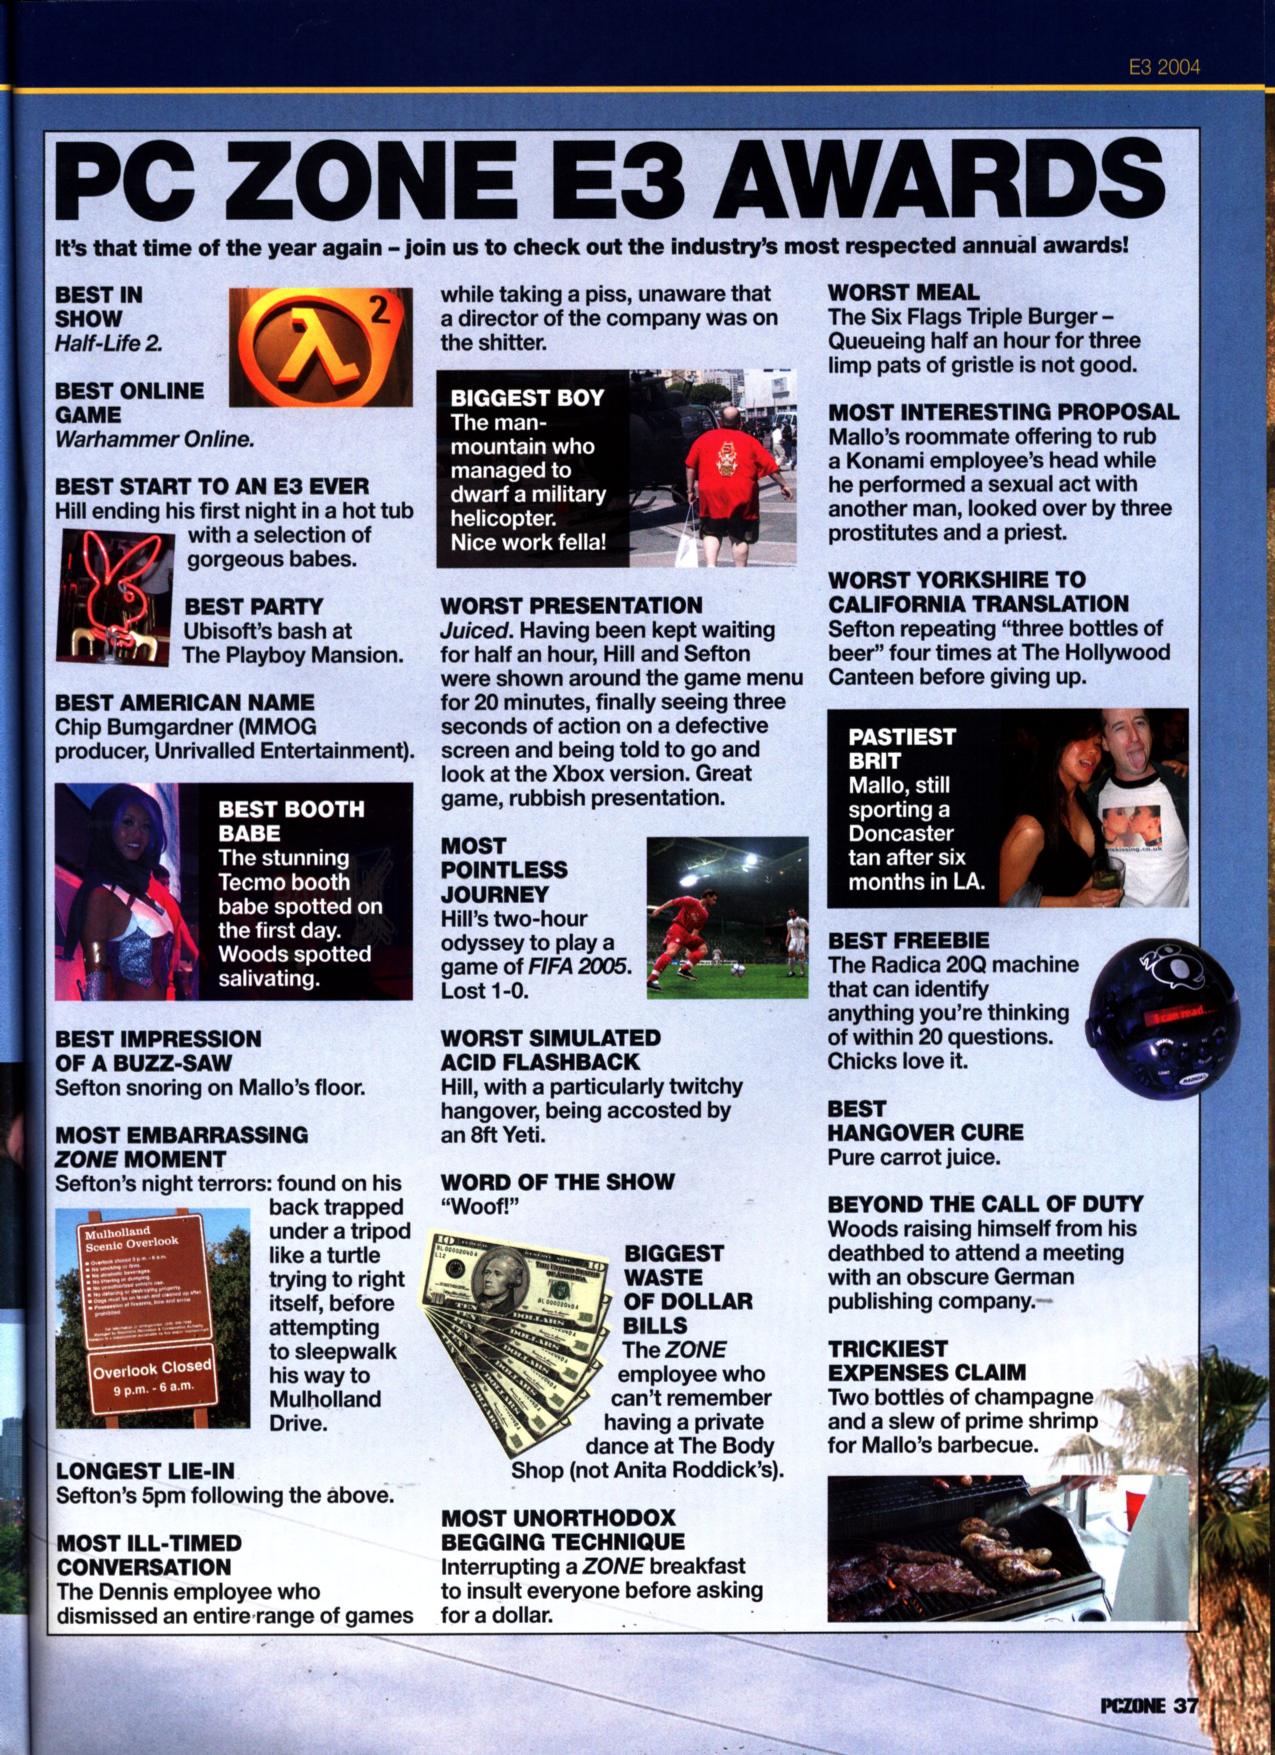 E3 2004
PC ZONE E3 AWARDS
It's that time of the year again – join us to check out the industry's most respected annual awards!
BEST IN
SHOW
Half-Life 2.
2
BEST ONLINE
GAME
Warhammer Online.
BEST START TO AN E3 EVER
Hill ending his first night in a hot tub
with a selection of
gorgeous babes.
BEST PARTY
Ubisoft's bash at
The Playboy Mansion.
BEST AMERICAN NAME
Chip Bumgardner (MMOG
producer, Unrivalled Entertainment).
BEST BOOTH
BABE
The stunning
Tecmo booth
babe spotted on
the first day.
Woods spotted
salivating.
BEST IMPRESSION
OF A BUZZ-SAW
Sefton snoring on Mallo's floor.
MOST EMBARRASSING
ZONE MOMENT
Sefton's night terrors: found on his
back trapped
under a tripod
like a turtle
trying to right
itself, before
attempting
to sleepwalk
his way to
Mulholland
Drive.
Mulholland
Scenic Overlook
Overlook Closed
9 p.m. - 6 a.m.
LONGEST LIE-IN
Sefton's 5pm following the above.
MOST ILL-TIMED
CONVERSATION
The Dennis employee who
dismissed an entire range of games
while taking a piss, unaware that
a director of the company was on
the shitter.
BIGGEST BOY
The man-
mountain who
managed to
dwarf a military
helicopter.
Nice work fella!
WORST PRESENTATION
Juiced. Having been kept waiting
for half an hour, Hill and Sefton
were shown around the game menu
for 20 minutes, finally seeing three
seconds of action on a defective
screen and being told to go and
look at the Xbox version. Great
game, rubbish presentation.
MOST
POINTLESS
JOURNEY
Hill's two-hour
odyssey to play a
game of FIFA 2005.
Lost 1-0.
WORST SIMULATED
ACID FLASHBACK
Hill, with a particularly twitchy
hangover, being accosted by
an 8ft Yeti.
WORD OF THE SHOW
"Woof!"
BIGGEST
WASTE
OF DOLLAR
BILLS
The ZONE
employee who
can't remember
having a private
dance at The Body
Shop (not Anita Roddick's).
MOST UNORTHODOX
BEGGING TECHNIQUE
Interrupting a ZONE breakfast
to insult everyone before asking
for a dollar.
WORST MEAL
The Six Flags Triple Burger –
Queueing half an hour for three
limp pats of gristle is not good.
MOST INTERESTING PROPOSAL
Mallo's roommate offering to rub
a Konami employee's head while
he performed a sexual act with
another man, looked over by three
prostitutes and a priest.
WORST YORKSHIRE TO
CALIFORNIA TRANSLATION
Sefton repeating "three bottles of
beer" four times at The Hollywood
Canteen before giving up.
PASTIEST
BRIT
Mallo, still
sporting a
Doncaster
tan after six
months in LA.
BEST FREEBIE
The Radica 20Q machine
that can identify
anything you're thinking
of within 20 questions.
Chicks love it.
I can read...
BEST
HANGOVER CURE
Pure carrot juice.
BEYOND THE CALL OF DUTY
Woods raising himself from his
deathbed to attend a meeting
with an obscure German
publishing company.
TRICKIEST
EXPENSES CLAIM
Two bottles of champagne
and a slew of prime shrimp
for Mallo's barbecue.
PCZONE 37